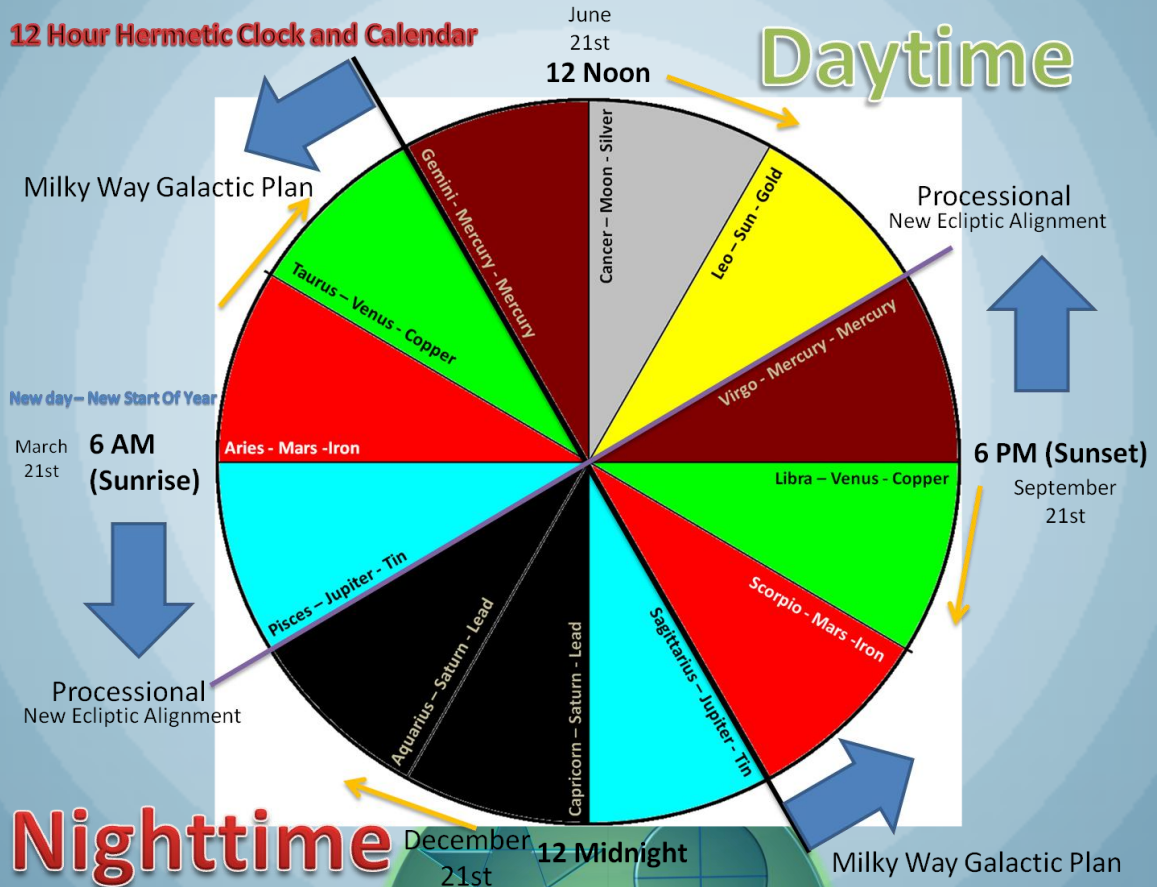 12 Hour Hermetic Clock and Calendar
June
21st
12 Noon
Daytime
Milky Way Galactic Plan
Processional
New Ecliptic Alignment
Gemini - Mercury - Mercury
Cancer – Moon - Silver
Leo – Sun - Gold
Taurus – Venus - Copper
Virgo - Mercury - Mercury
New day – New Start Of Year
March
21st
6 AM
(Sunrise)
Aries - Mars -Iron
Libra – Venus - Copper
6 PM (Sunset)
September
21st
Pisces – Jupiter - Tin
Aquarius – Saturn - Lead
Capricorn – Saturn - Lead
Sagittarius – Jupiter - Tin
Scorpio - Mars -Iron
Processional
New Ecliptic Alignment
Nighttime
December
21st
12 Midnight
Milky Way Galactic Plan